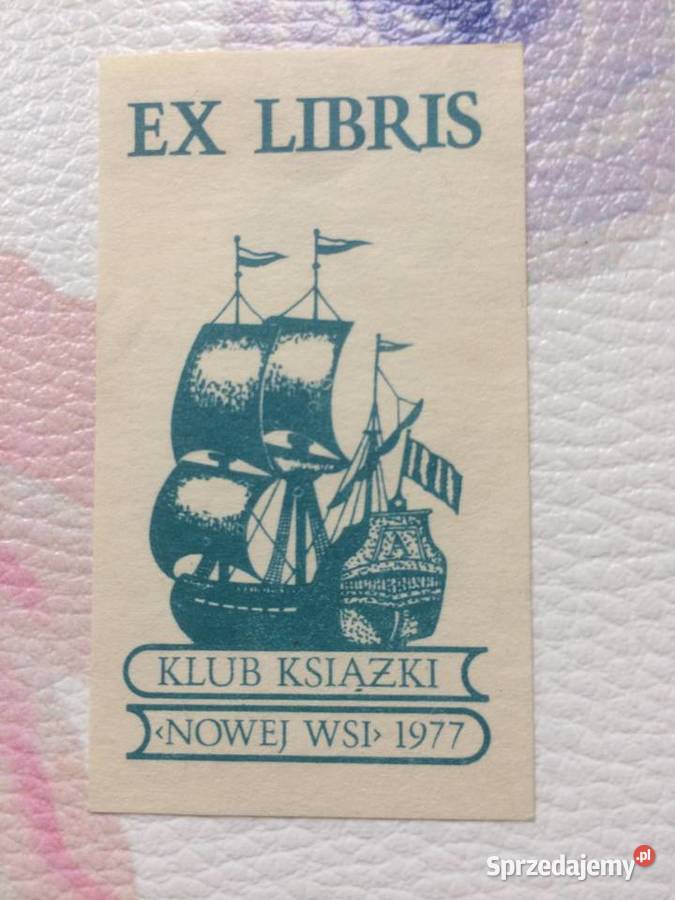 EX LIBRIS
KLUB KSIĄŻKI
‹NOWEJ WSI› 1977
Sprzedajemy.pl